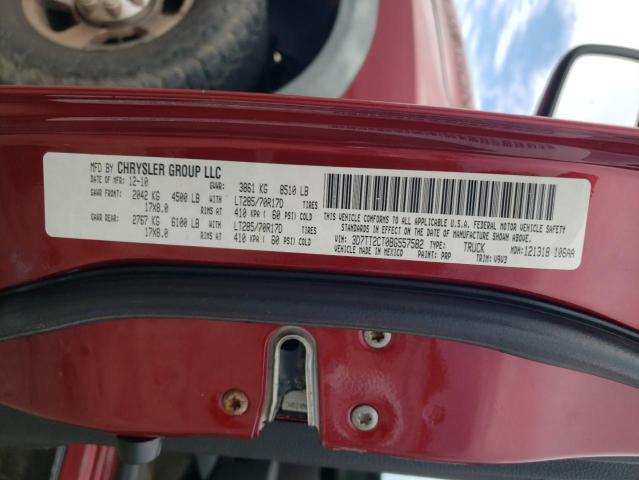 MFD BY CHRYSLER GROUP LLC
DATE OF MFR: 12-10 GVWR: 3861 KG 8510 LB
GAWR FRONT: 2042 KG 4500 LB WITH LT285/70R17D
17X8.0 RIMS AT 410 KPA ( 60 PSI) COLD
GAWR REAR: 2767 KG 6100 LB WITH LT285/70R17D
17X8.0 RIMS AT 410 KPA ( 60 PSI) COLD
THIS VEHICLE CONFORMS TO ALL APPLICABLE U.S.A. FEDERAL MOTOR VEHICLE SAFETY
STANDARDS IN EFFECT ON THE DATE OF MANUFACTURE SHOWN ABOVE.
VIN: 3D7TT2CT0BG557582 TYPE: TRUCK MDH: 121318 106AA
VEHICLE MADE IN MEXICO PAINT: PRP TRIM: V9V3